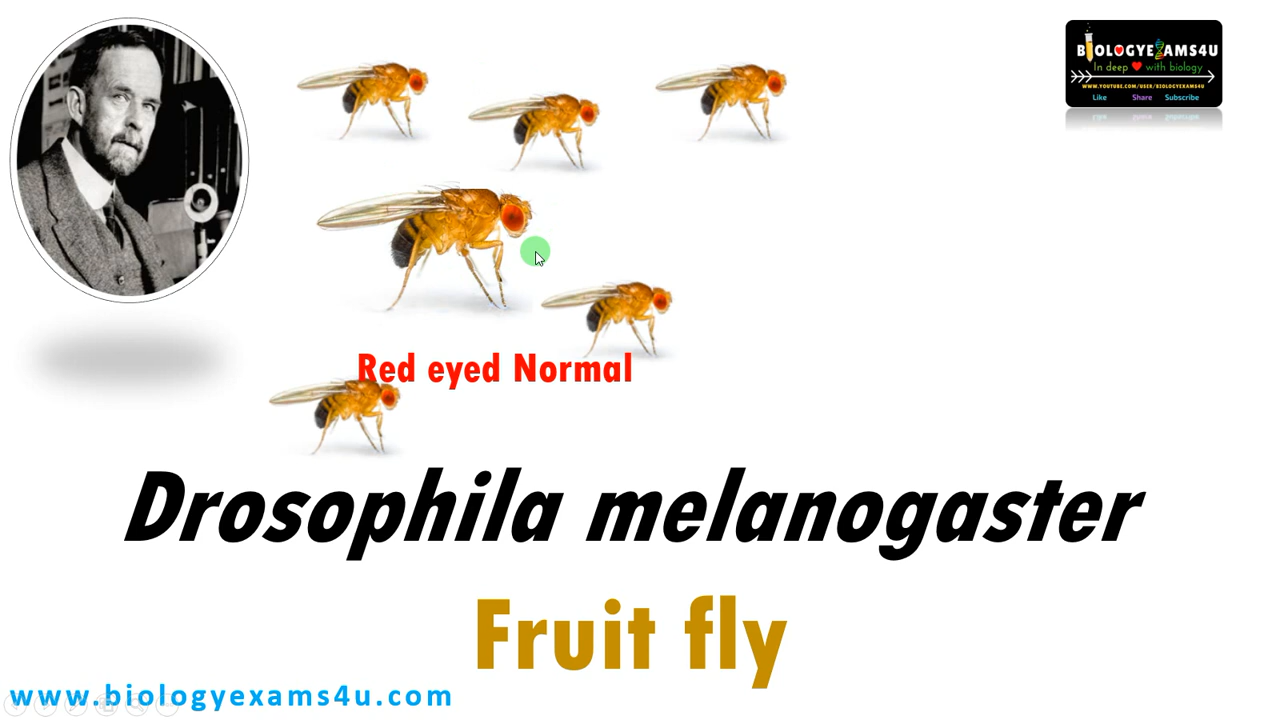 BIOLOGYEXAMS4U
In deep ❤ with biology
WWW.YOUTUBE.COM/USER/BIOLOGYEXAMS4U
Like Share Subscribe
Red eyed Normal
Drosophila melanogaster
Fruit fly
www.biologyexams4u.com